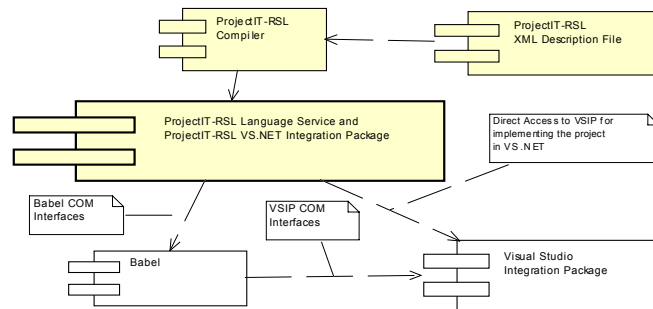 ProjectIT-RSL
Compiler
ProjectIT-RSL
XML Description File
ProjectIT-RSL Language Service and
ProjectIT-RSL VS.NET Integration Package
Direct Access to VSIP for
implementing the project
in VS.NET
Babel COM
Interfaces
VSIP COM
Interfaces
Babel
Visual Studio
Integration Package